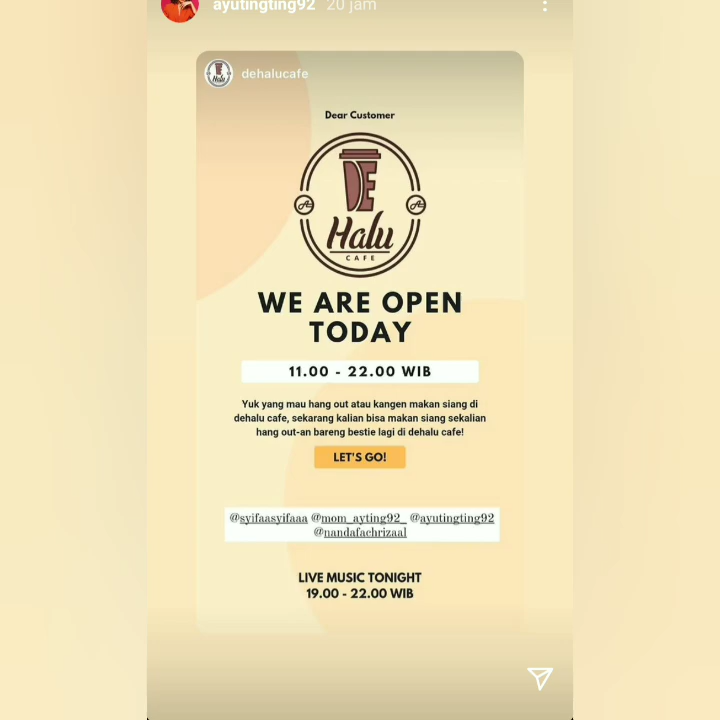 ayutingting92 20 jam
dehalucafe
Dear Customer
DE
Halu
CAFE
WE ARE OPEN
TODAY
11.00 - 22.00 WIB
Yuk yang mau hang out atau kangen makan siang di
dehalu cafe, sekarang kalian bisa makan siang sekalian
hang out-an bareng bestie lagi di dehalu cafe!
LET'S GO!
@syifaasyifaaa @mom_ayting92_ @ayutingting92
@nandafachrizaal
LIVE MUSIC TONIGHT
19.00 - 22.00 WIB